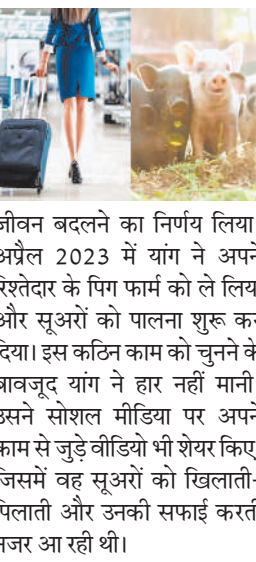 जीवन बदलने का निर्णय लिया
अप्रैल 2023 में यांग ने अपने
रिश्तेदार के पिग फार्म को ले लिया
और सूअरों को पालना शुरू कर
दिया। इस कठिन काम को चुनने के
बावजूद यांग ने हार नहीं मानी
उसने सोशल मीडिया पर अपने
काम से जुड़े वीडियो भी शेयर किए
जिसमें वह सूअरों को खिलाती-
पिलाती और उनकी सफाई करती
नजर आ रही थी।